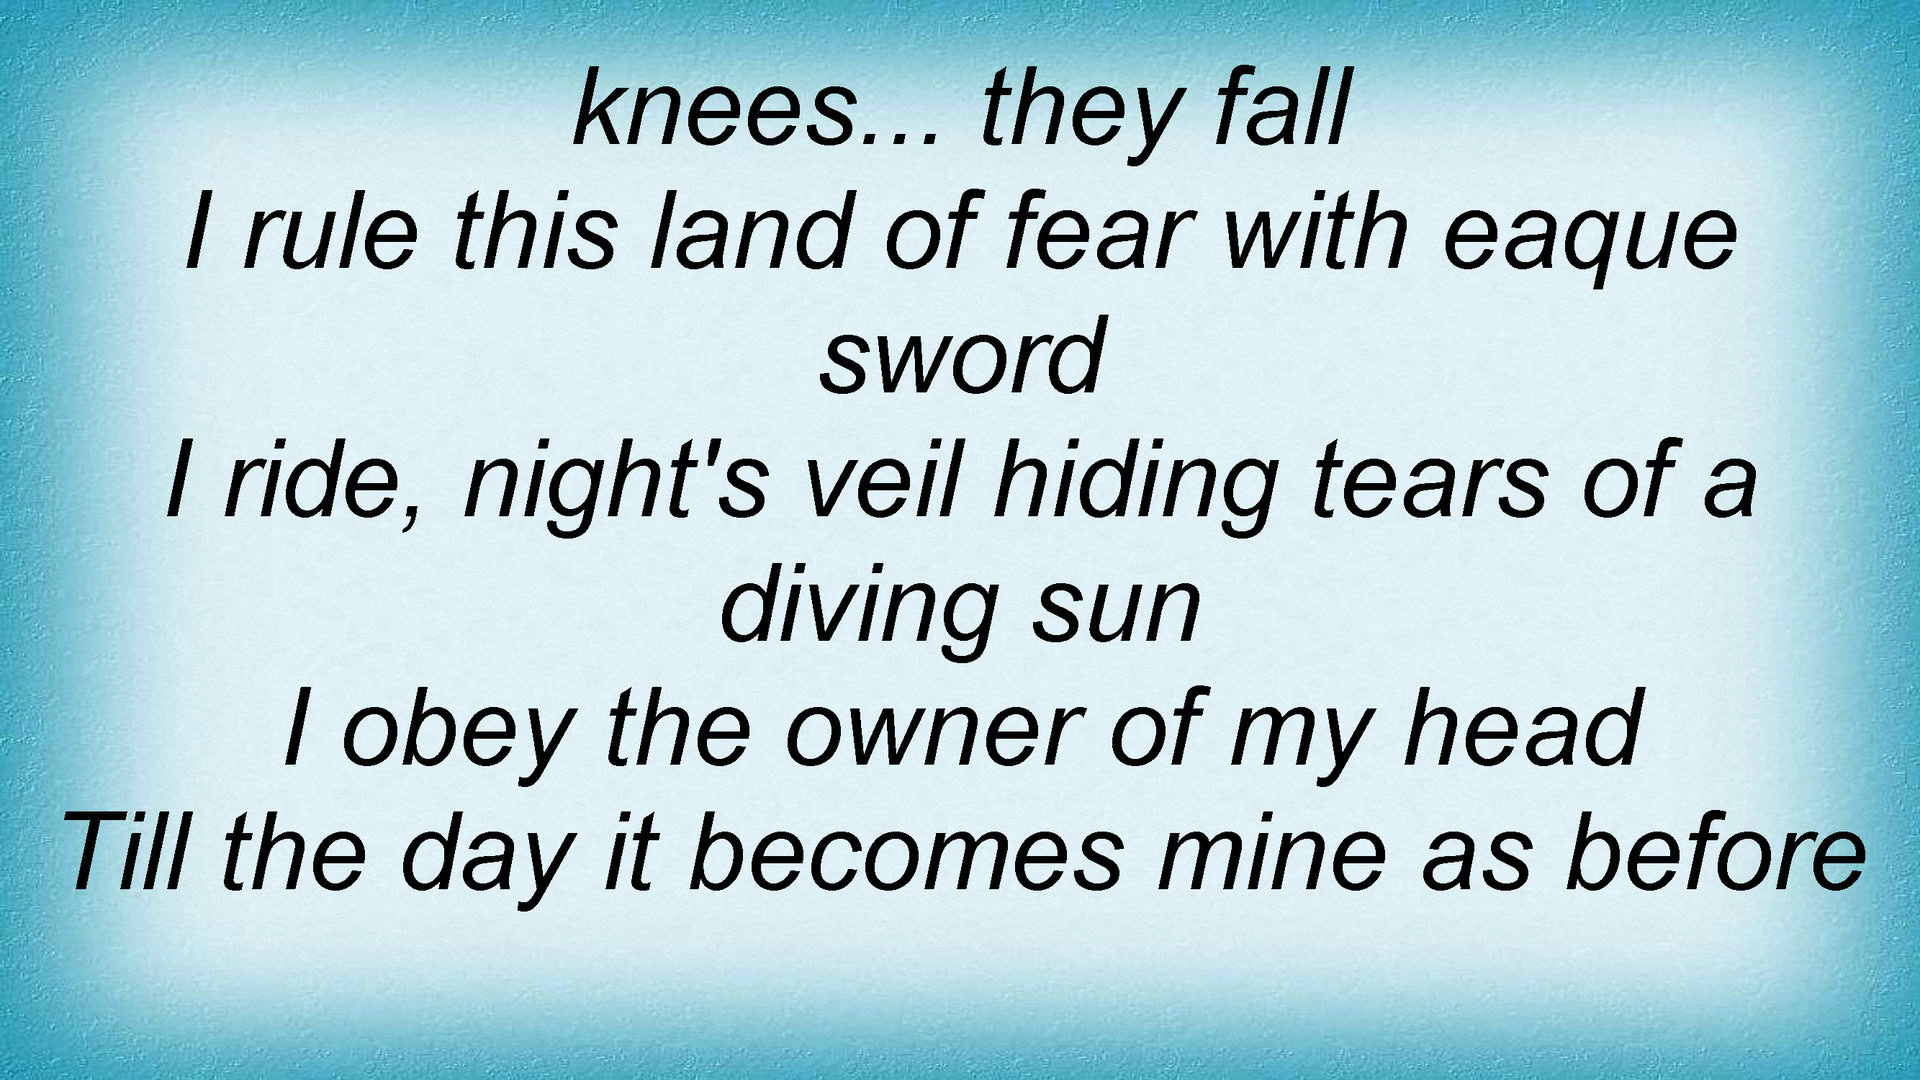 knees... they fall
I rule this land of fear with eaque
sword
I ride, night's veil hiding tears of a
diving sun
I obey the owner of my head
Till the day it becomes mine as before